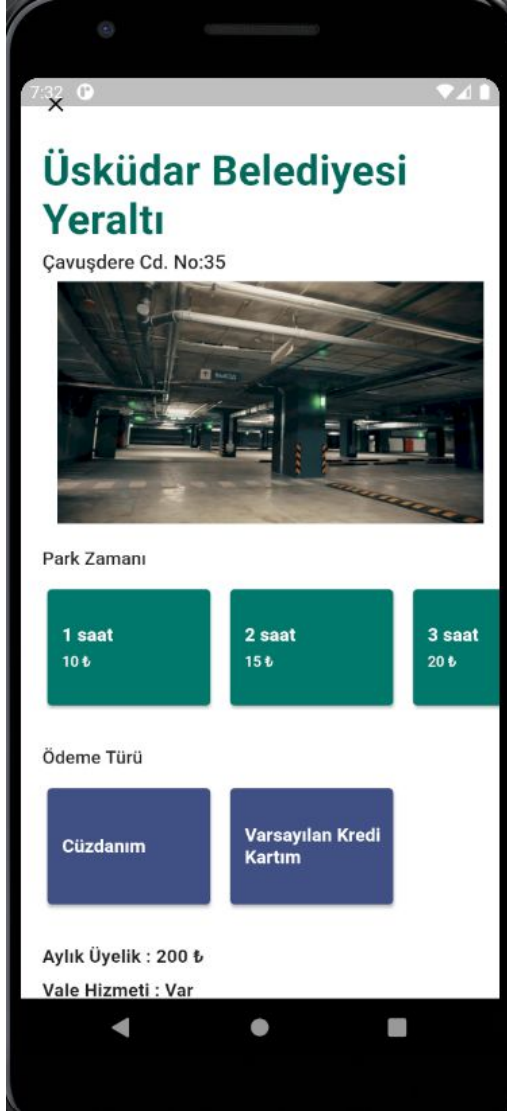 7:32
Üsküdar Belediyesi
Yeraltı
Çavuşdere Cd. No:35
Park Zamanı
1 saat
10 ₺
2 saat
15 ₺
3 saat
20 ₺
Ödeme Türü
Cüzdanım
Varsayılan Kredi
Kartım
Aylık Üyelik : 200 ₺
Vale Hizmeti : Var